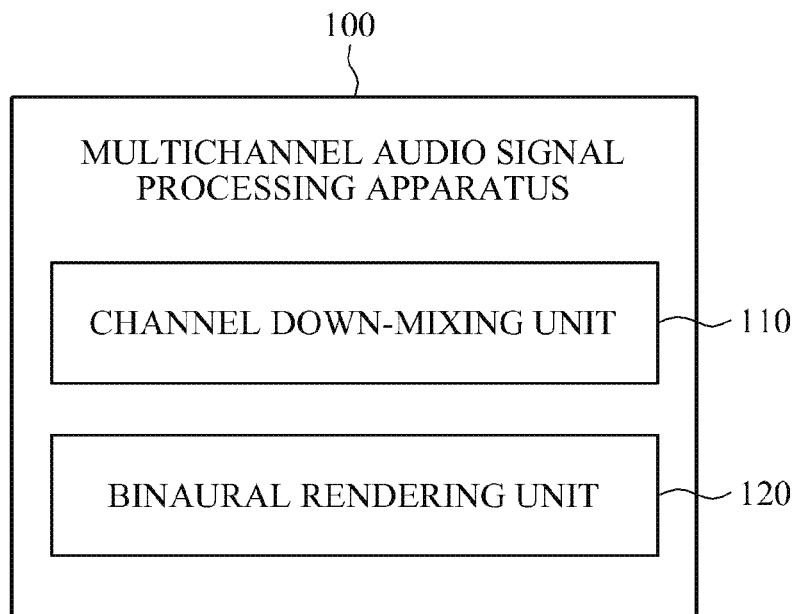 100
MULTICHANNEL AUDIO SIGNAL
PROCESSING APPARATUS
CHANNEL DOWN-MIXING UNIT
110
BINAURAL RENDERING UNIT
120